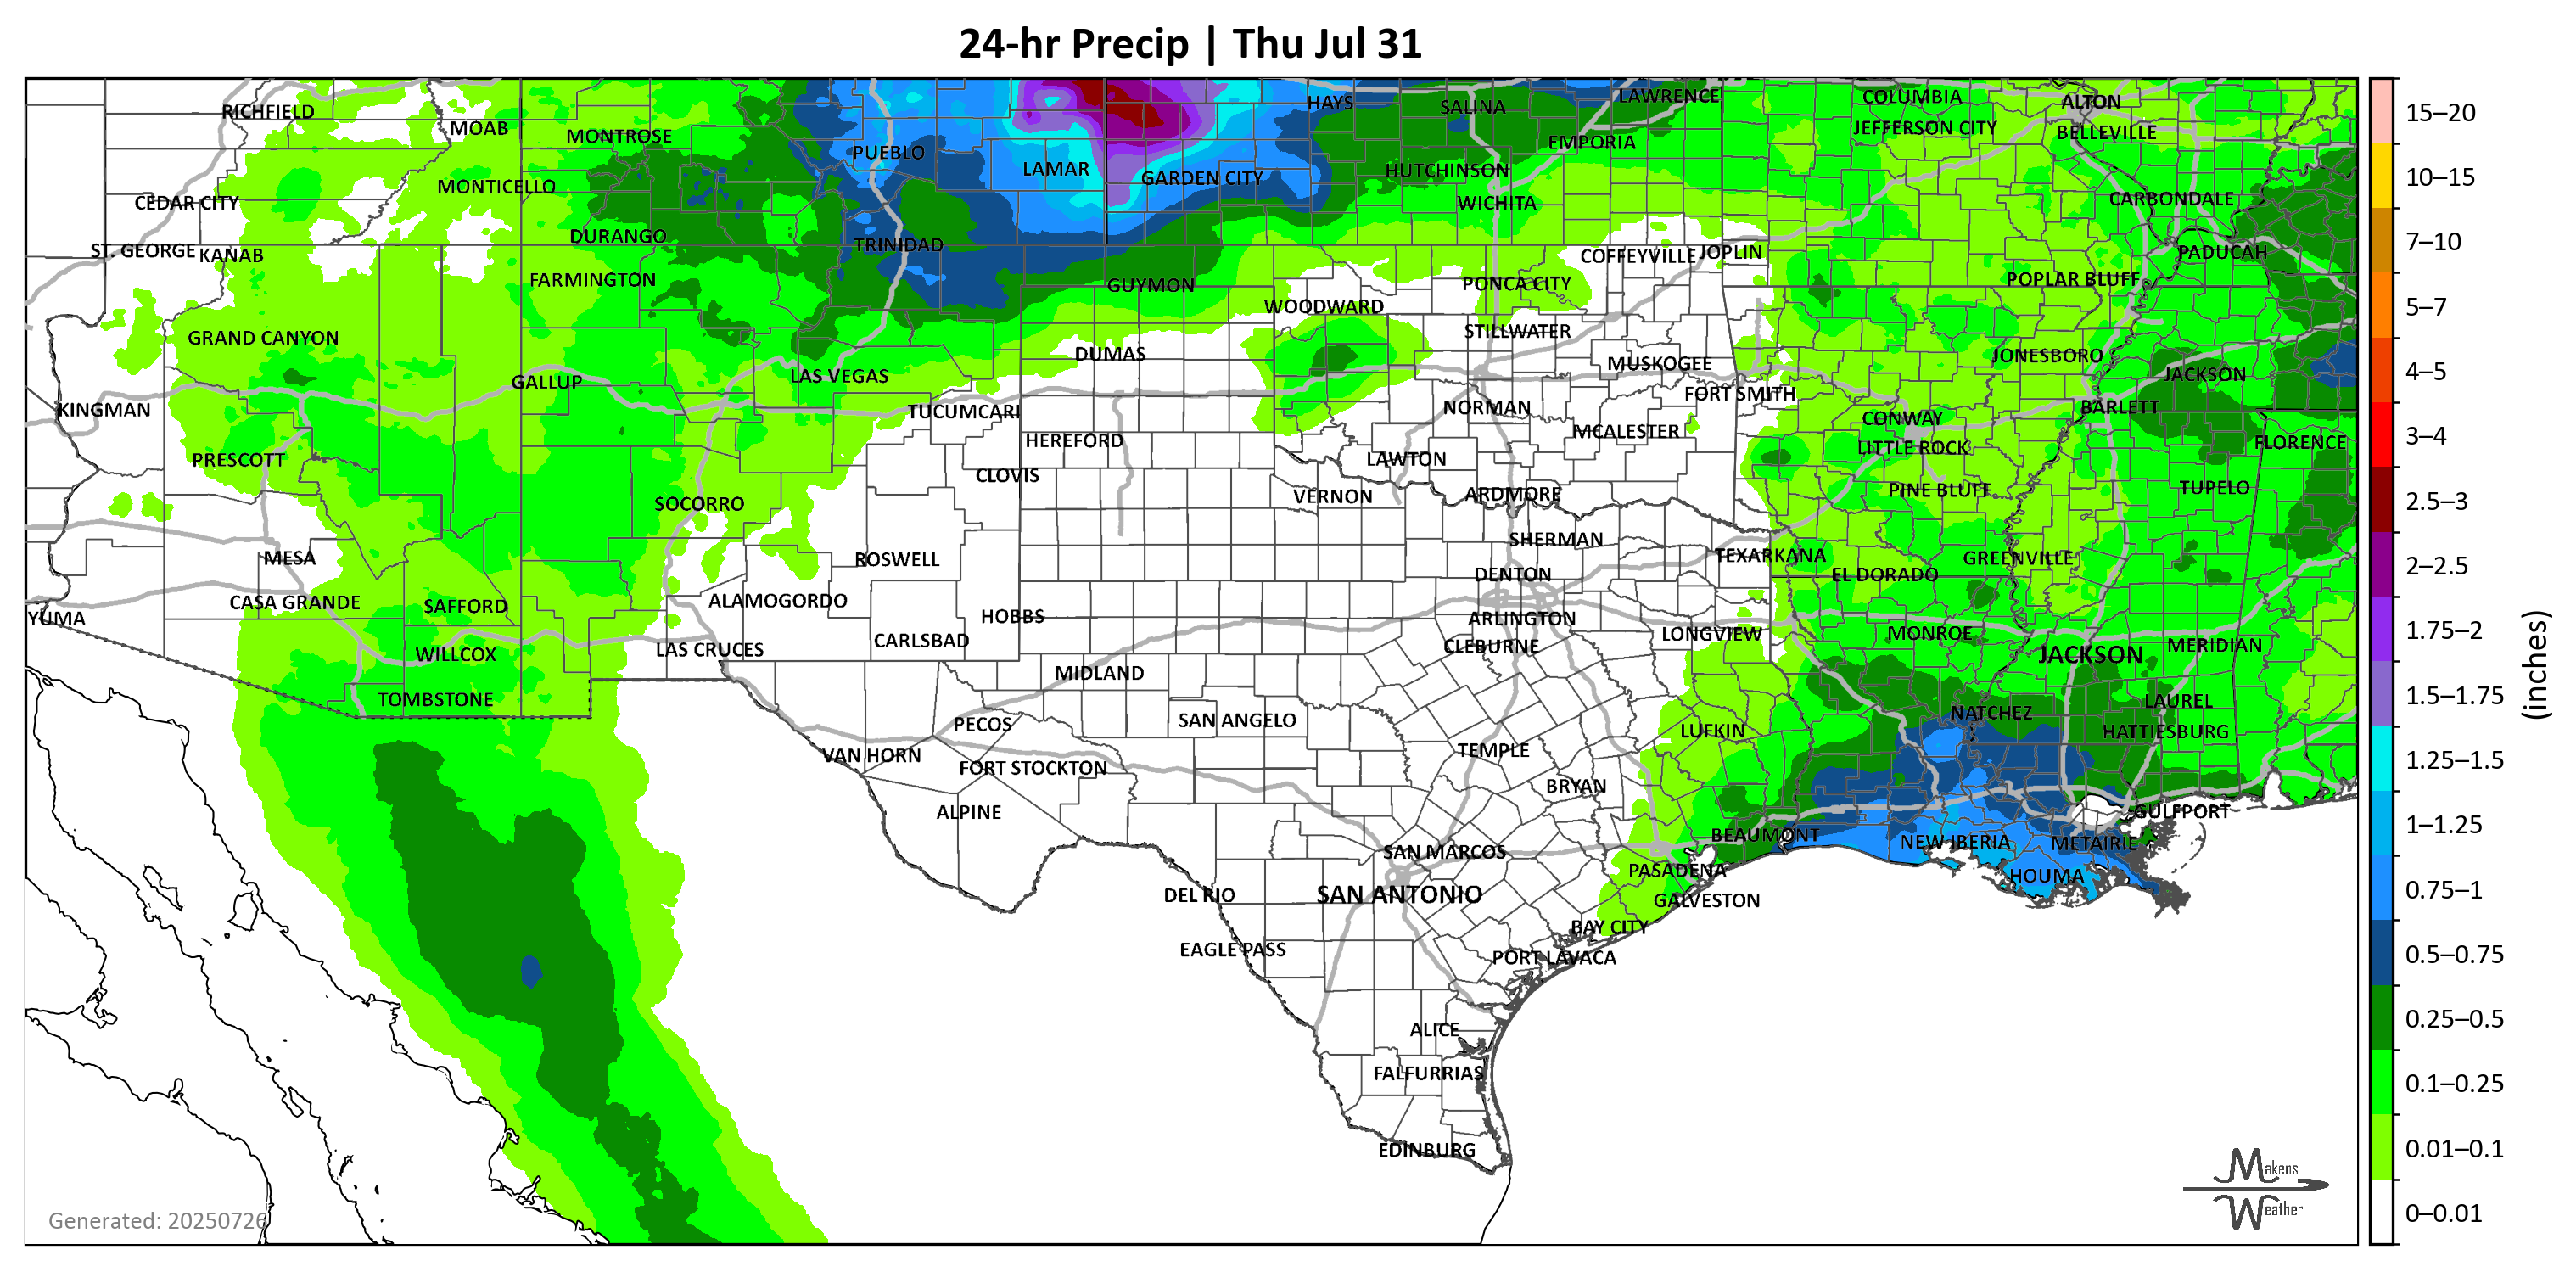 24-hr Precip | Thu Jul 31
RICHFIELD
MOAB
MONTROSE
PUEBLO
LAMAR
GARDEN CITY
HAYS
SALINA
LAWRENCE
EMPORIA
HUTCHINSON
WICHITA
COLUMBIA
JEFFERSON CITY
ALTON
BELLEVILLE
CARBONDALE
PADUCAH
CEDAR CITY
MONTICELLO
ST. GEORGE
KANAB
DURANGO
TRINIDAD
FARMINGTON
GUYMON
WOODWARD
PONCA CITY
COFFEYVILLE
JOPLIN
POPLAR BLUFF
GRAND CANYON
DUMAS
STILLWATER
MUSKOGEE
JONESBORO
JACKSON
KINGMAN
GALLUP
LAS VEGAS
TUCUMCARI
NORMAN
FORT SMITH
CONWAY
BARLETT
PRESCOTT
HEREFORD
CLOVIS
MCALESTER
LAWTON
LITTLE ROCK
FLORENCE
SOCORRO
VERNON
ARDMORE
PINE BLUFF
TUPELO
MESA
ROSWELL
SHERMAN
TEXARKANA
GREENVILLE
DENTON
EL DORADO
YUMA
CASA GRANDE
SAFFORD
ALAMOGORDO
HOBBS
ARLINGTON
WILLCOX
LAS CRUCES
CARLSBAD
CLEBURNE
LONGVIEW
MONROE
JACKSON
MERIDIAN
TOMBSTONE
MIDLAND
PECOS
SAN ANGELO
LUFKIN
NATCHEZ
LAUREL
HATTIESBURG
VAN HORN
FORT STOCKTON
TEMPLE
BRYAN
ALPINE
BEAUMONT
NEW IBERIA
METAIRIE
GULFPORT
SAN MARCOS
PASADENA
HOUMA
DEL RIO
SAN ANTONIO
GALVESTON
BAY CITY
EAGLE PASS
PORT LAVACA
ALICE
FALFURRIAS
EDINBURG
Generated: 20250726
Makens
Weather
15–20
10–15
7–10
5–7
4–5
3–4
2.5–3
2–2.5
1.75–2
1.5–1.75
1.25–1.5
1–1.25
0.75–1
0.5–0.75
0.25–0.5
0.1–0.25
0.01–0.1
0–0.01
(inches)